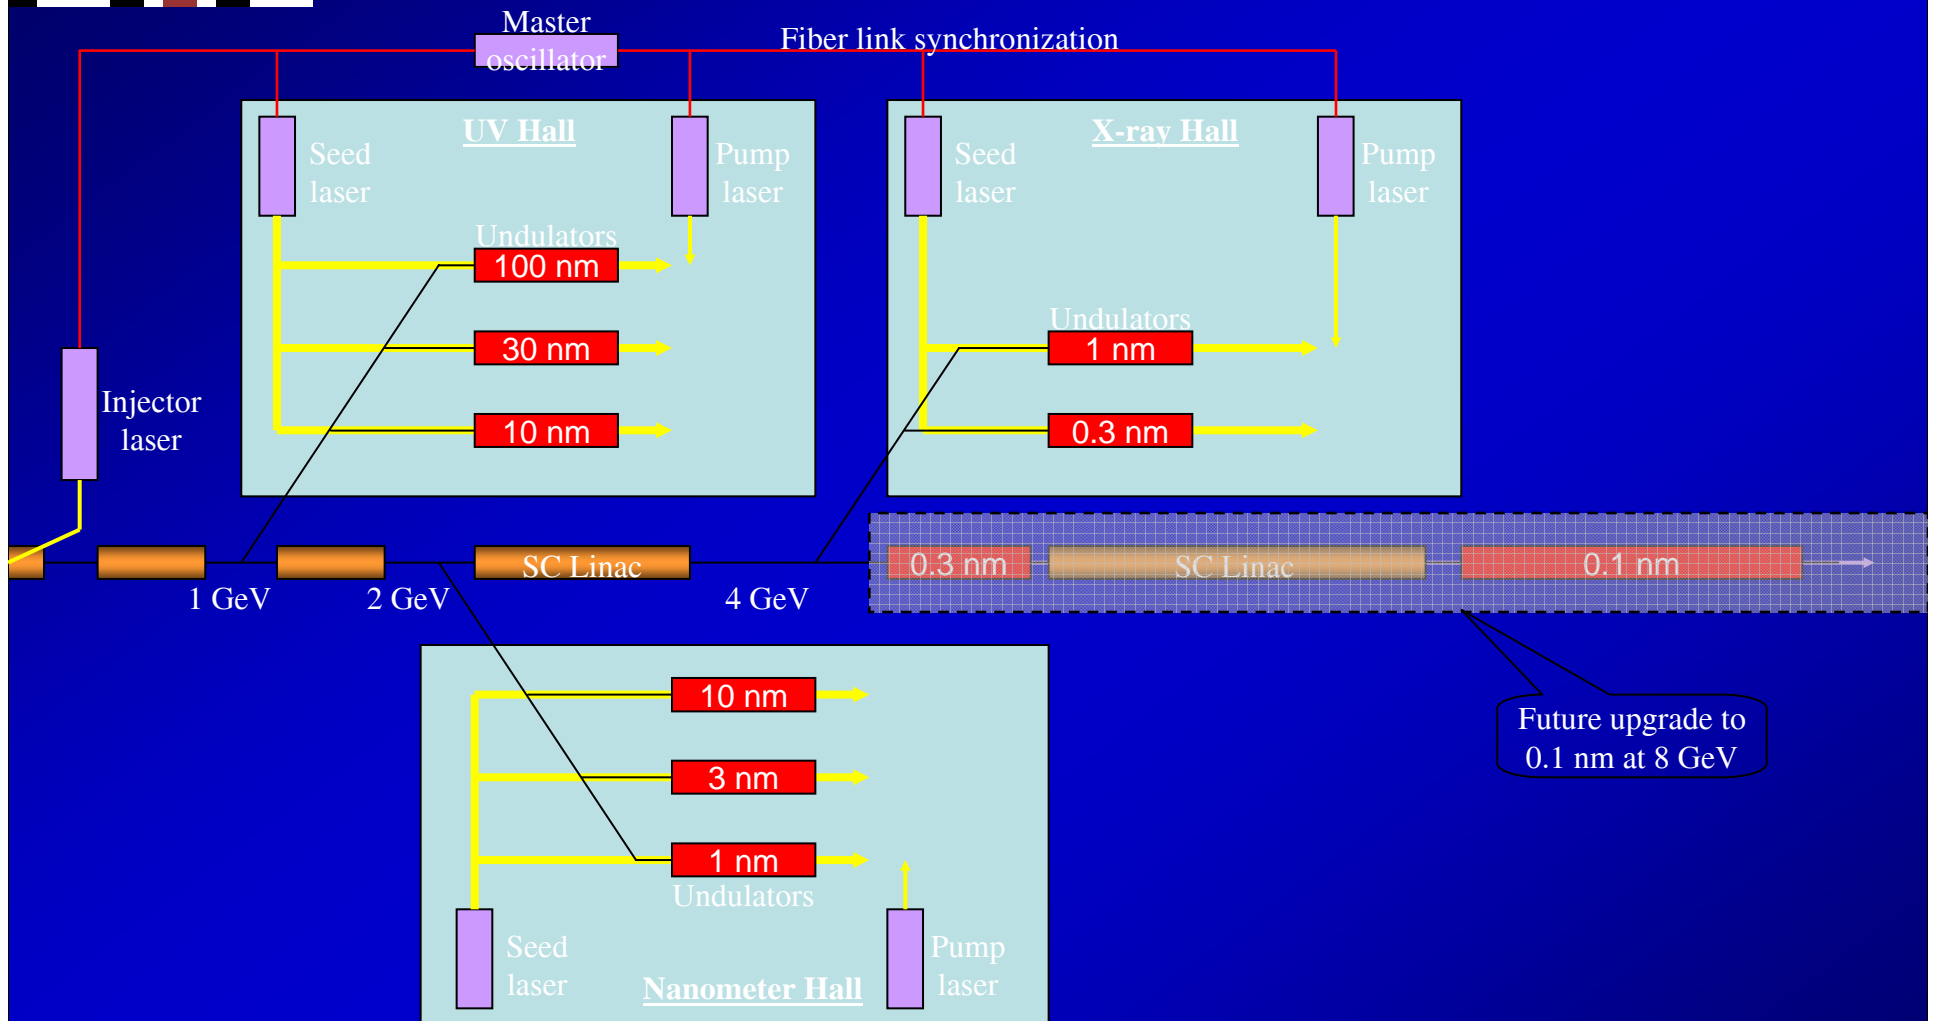 Master
oscillator
Fiber link synchronization
UV Hall
Seed
laser
Pump
laser
Undulators
100 nm
30 nm
10 nm
X-ray Hall
Seed
laser
Pump
laser
Undulators
1 nm
0.3 nm
Injector
laser
SC Linac
0.3 nm
SC Linac
0.1 nm
1 GeV
2 GeV
4 GeV
10 nm
3 nm
1 nm
Undulators
Seed
laser
Pump
laser
Nanometer Hall
Future upgrade to
0.1 nm at 8 GeV